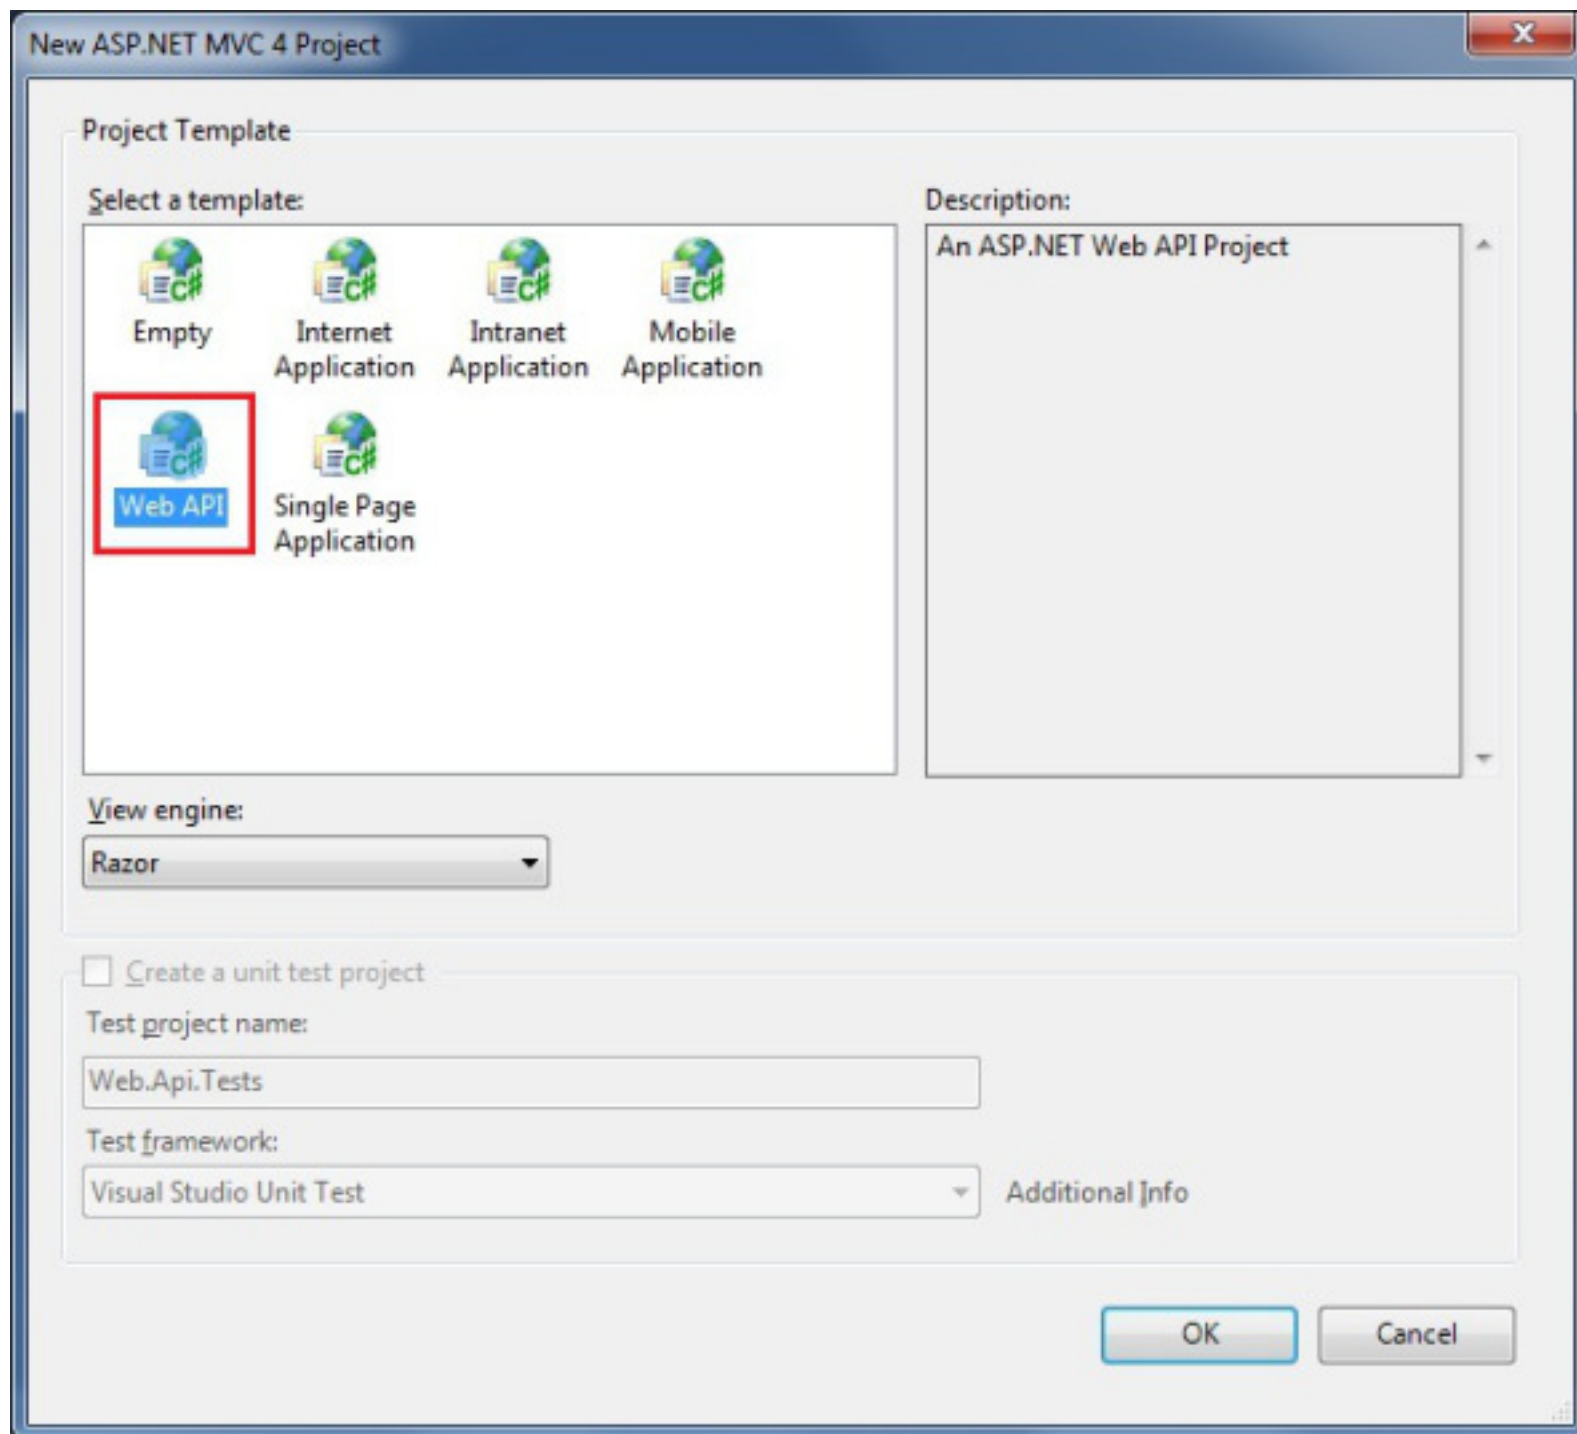 New ASP.NET MVC 4 Project
Project Template
Select a template:
Description:
An ASP.NET Web API Project
Empty
Internet
Application
Intranet
Application
Mobile
Application
Web API
Single Page
Application
View engine:
Razor
Create a unit test project
Test project name:
Web.Api.Tests
Test framework:
Visual Studio Unit Test
Additional Info
OK
Cancel